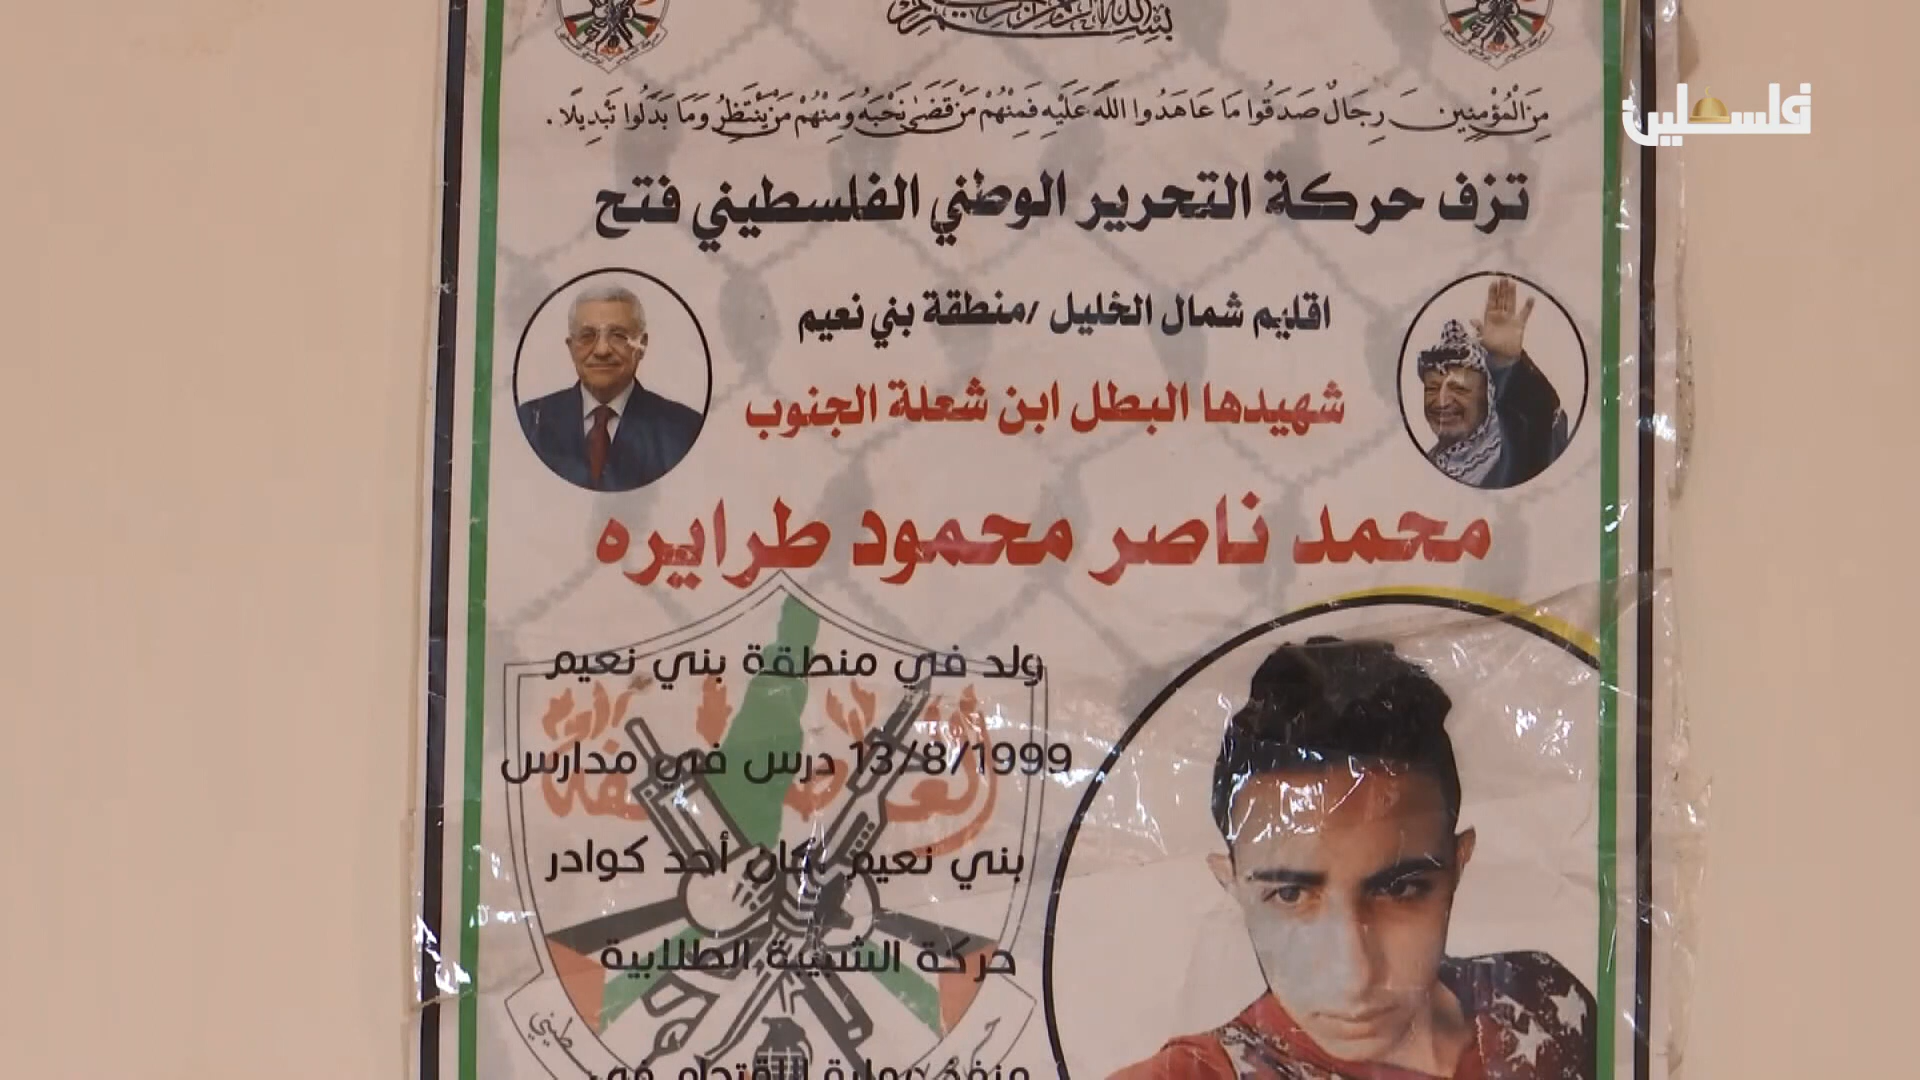 من المؤمنين رجال صدقوا ما عاهدوا الله عليه فمنهم من قضى نحبه ومنهم من ينتظر وما بدلوا تبديلا .
فلسطين
تزف حركة التحرير الوطني الفلسطيني فتح
اقليم شمال الخليل /منطقة بني نعيم
شهيدها البطل ابن شعلة الجنوب
محمد ناصر محمود طرايره
ولد في منطقة بني نعيم
13/8/1999 درس في مدارس
بني نعيم ،كان أحد كوادر
حركة الشبيبة الطلابية
العاصفة